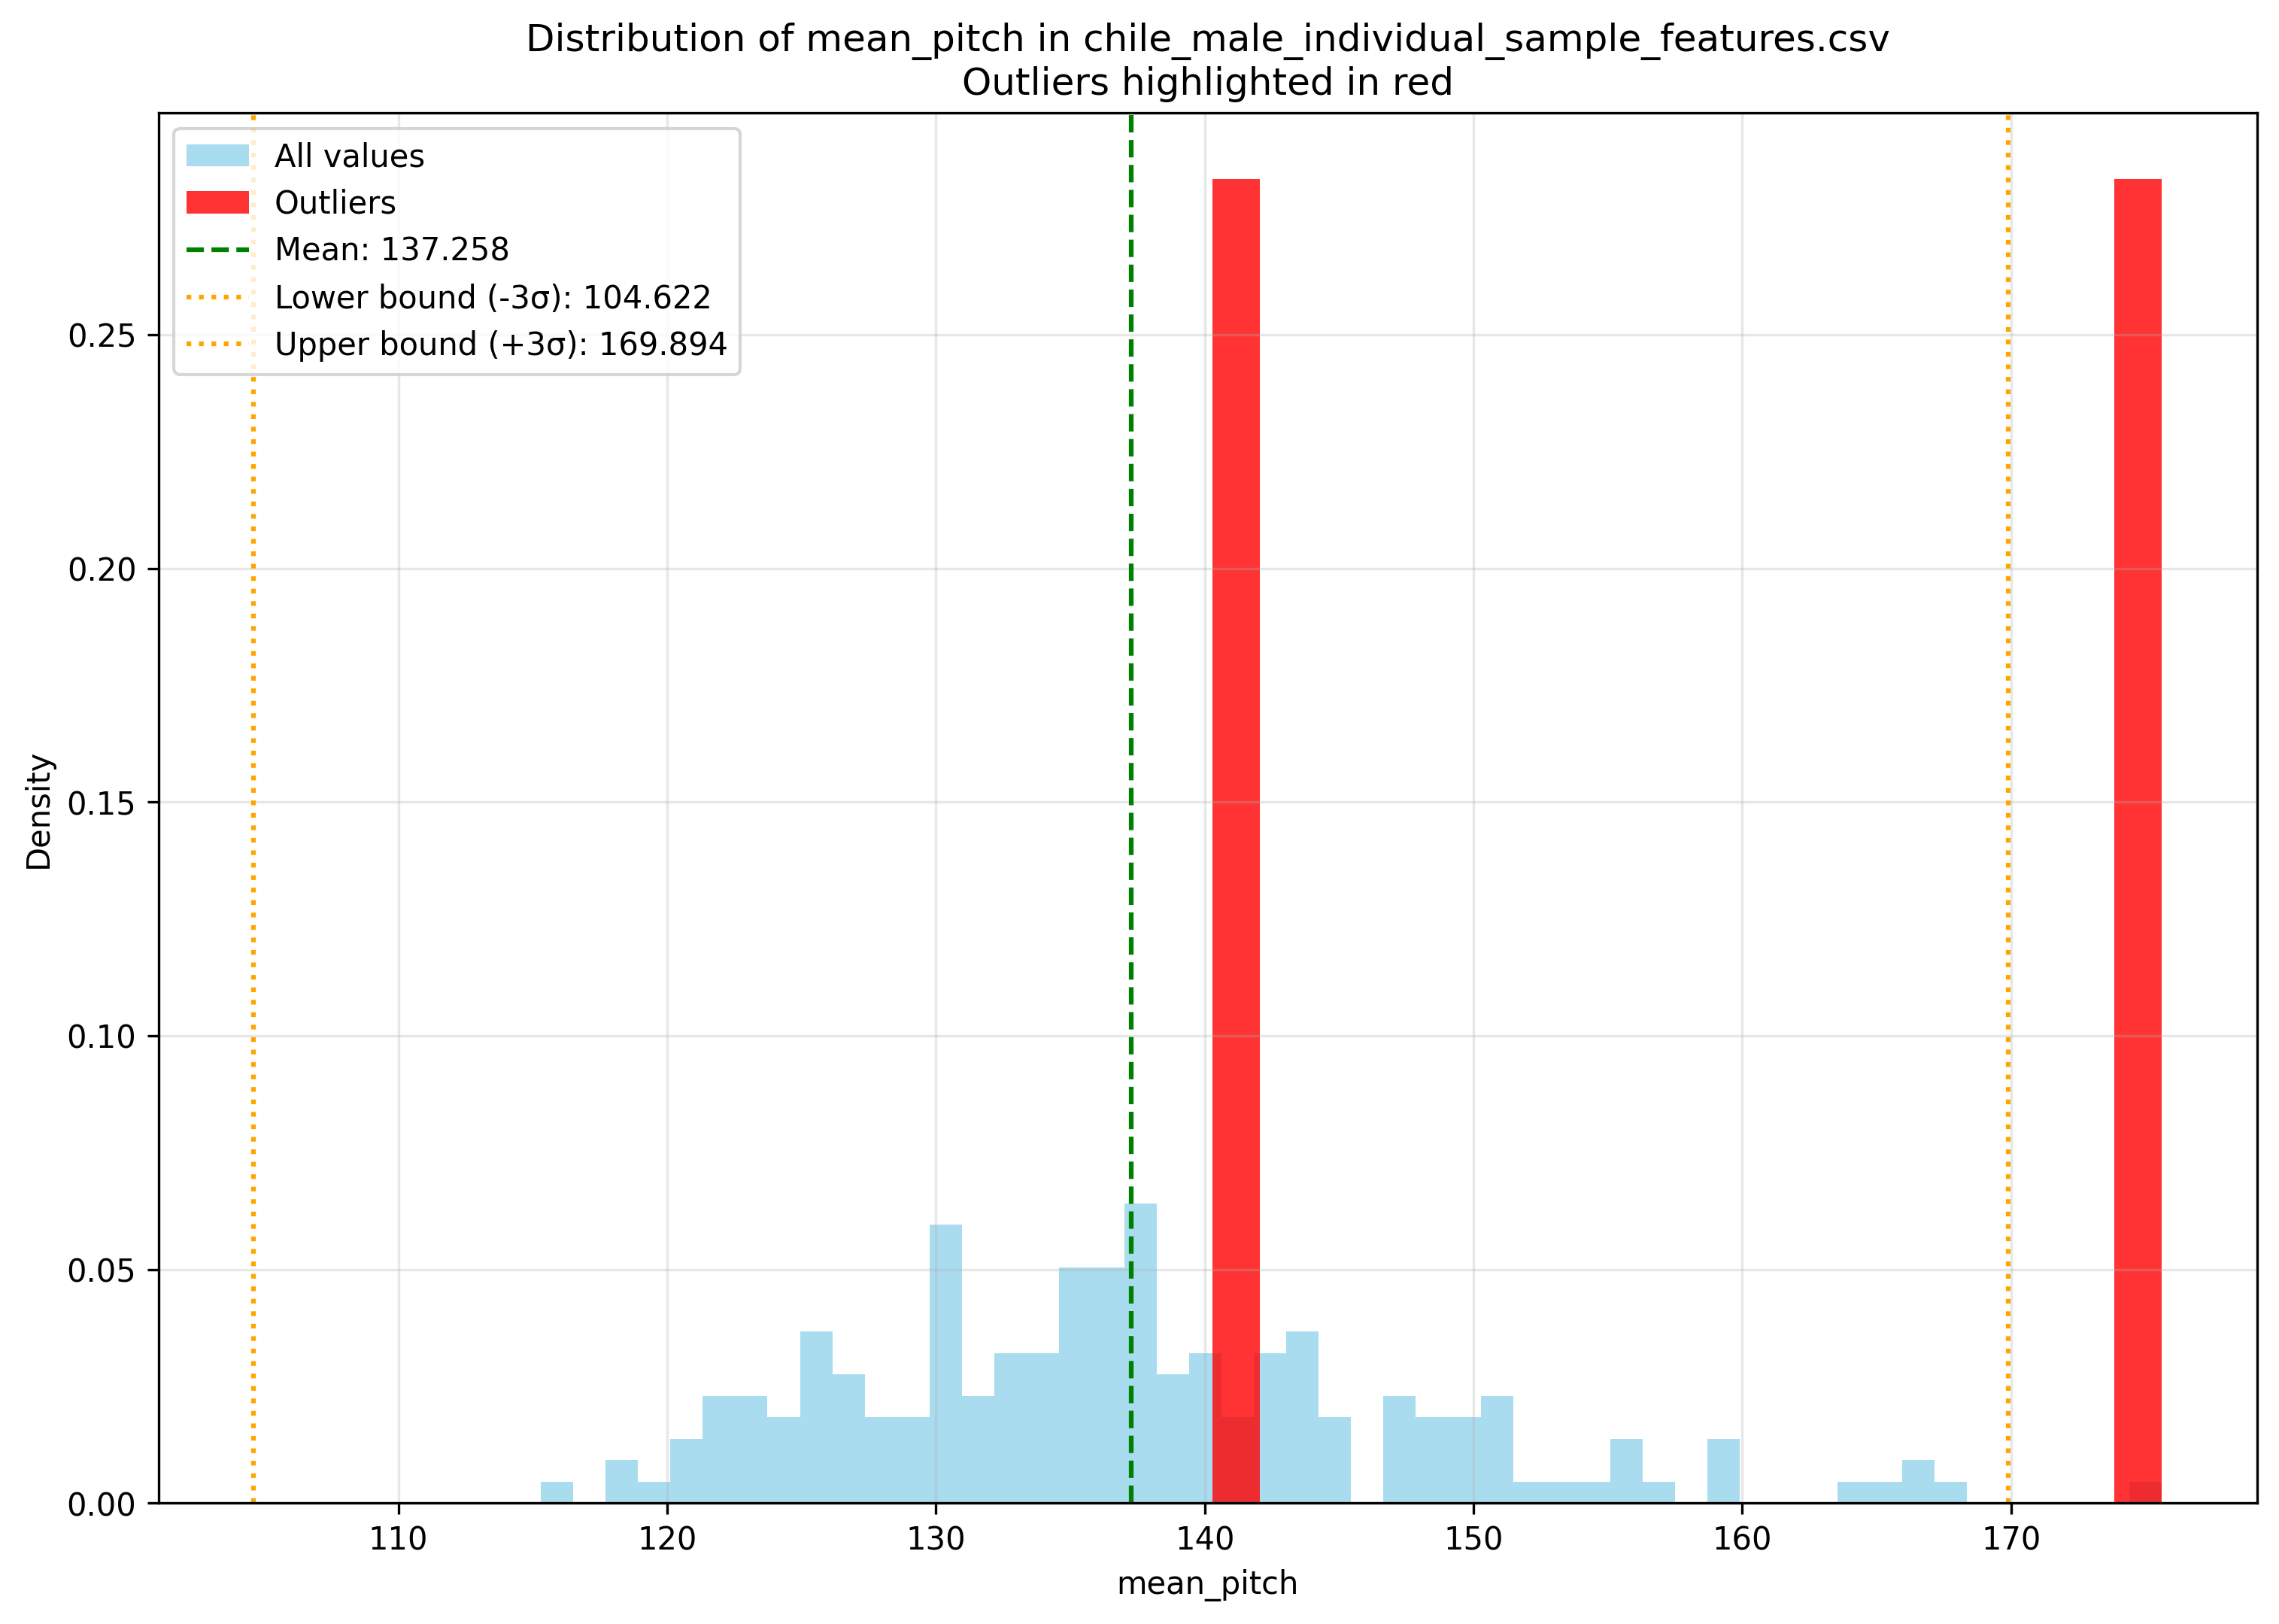 Distribution of mean_pitch in chile_male_individual_sample_features.csv
Outliers highlighted in red
All values
Outliers
Mean: 137.258
Lower bound (-3σ): 104.622
Upper bound (+3σ): 169.894
Density
0.25
0.20
0.15
0.10
0.05
0.00
110 120 130 140 150 160 170
mean_pitch